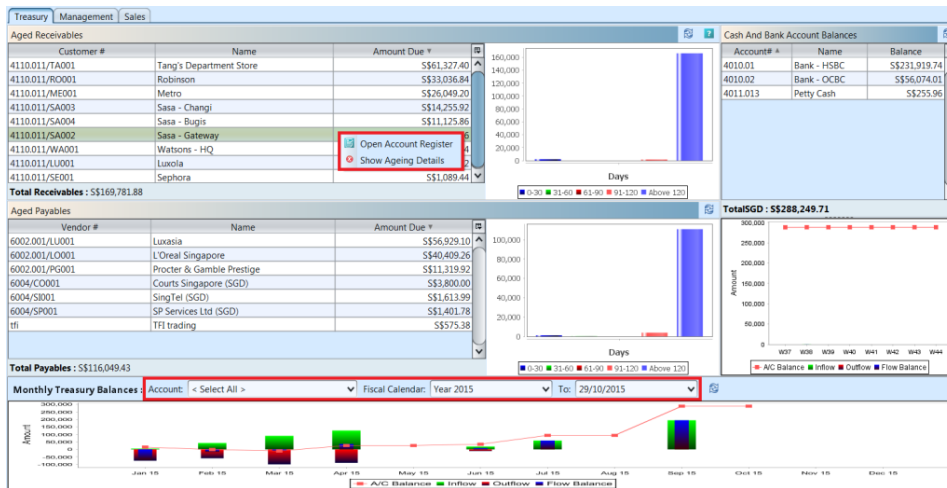 Treasury Management Sales
Aged Receivables
Customer # Name Amount Due
4110.011/TA001 Tang's Department Store S$61,327.40
4110.011/RO001 Robinson S$33,036.84
4110.011/ME001 Metro S$26,049.20
4110.011/SA003 Sasa - Changi S$14,255.92
4110.011/SA004 Sasa - Bugis S$11,125.86
4110.011/SA002 Sasa - Gateway 6
4110.011/WA001 Watsons - HQ 4
4110.011/LU001 Luxola 2
4110.011/SE001 Sephora S$1,089.44
Open Account Register
Show Ageing Details
Total Receivables : S$169,781.88
160,000
140,000
120,000
100,000
80,000
60,000
40,000
20,000
0
Days
0-30 31-60 61-90 91-120 Above 120
Cash And Bank Account Balances
Account# Name Balance
4010.01 Bank - HSBC S$231,919.74
4010.02 Bank - OCBC S$56,074.01
4011.013 Petty Cash S$255.96
TotalSGD : S$288,249.71
Aged Payables
Vendor # Name Amount Due
6002.001/LU001 Luxasia S$56,929.10
6002.001/LO001 L'Oreal Singapore S$40,409.26
6002.001/PG001 Procter & Gamble Prestige S$11,319.92
6004/CO001 Courts Singapore (SGD) S$3,800.00
6004/SI001 SingTel (SGD) S$1,613.99
6004/SP001 SP Services Ltd (SGD) S$1,401.78
tfi TFI trading S$575.38
Total Payables : S$116,049.43
100,000
80,000
60,000
40,000
20,000
0
Days
0-30 31-60 61-90 91-120 Above 120
300,000
250,000
200,000
150,000
100,000
50,000
0
Amount
W37 W38 W39 W40 W41 W42 W43 W44
A/C Balance Inflow Outflow Flow Balance
Monthly Treasury Balances : Account: < Select All > Fiscal Calendar: Year 2015 To: 29/10/2015
300,000
250,000
200,000
150,000
100,000
50,000
0
-50,000
-100,000
Amount
Jan 15 Feb 15 Mar 15 Apr 15 May 15 Jun 15 Jul 15 Aug 15 Sep 15 Oct 15 Nov 15 Dec 15
A/C Balance Inflow Outflow Flow Balance